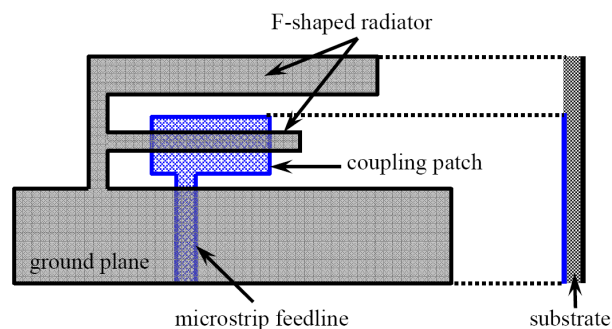 F-shaped radiator
coupling patch
ground plane
microstrip feedline
substrate